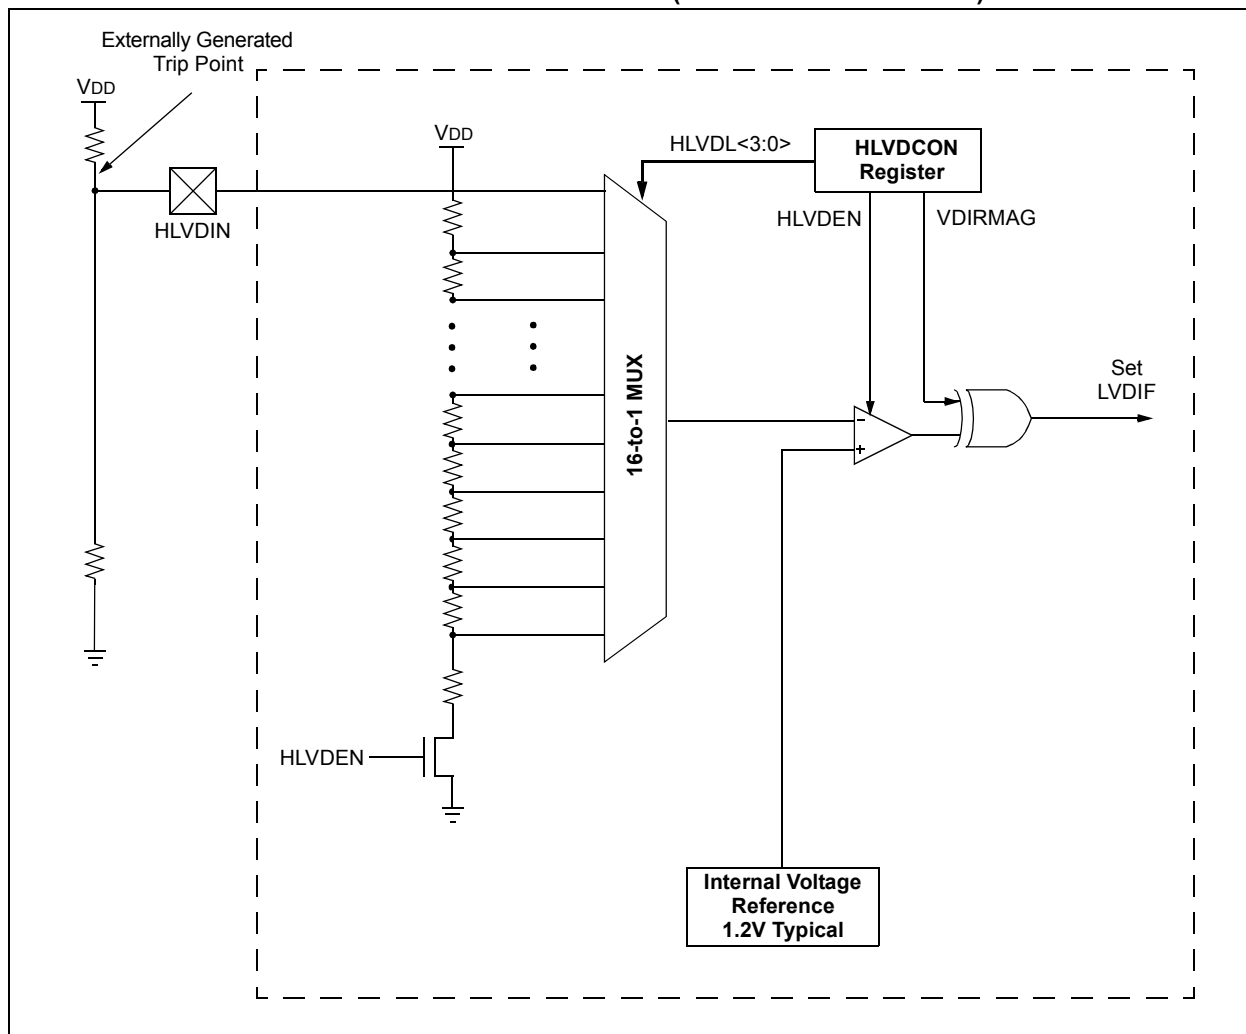 Externally Generated
Trip Point
VDD
VDD
HLVDL<3:0>
HLVDCON
Register
HLVDIN
HLVDEN
VDIRMAG
16-to-1 MUX
Set
LVDIF
–
+
HLVDEN
Internal Voltage
Reference
1.2V Typical